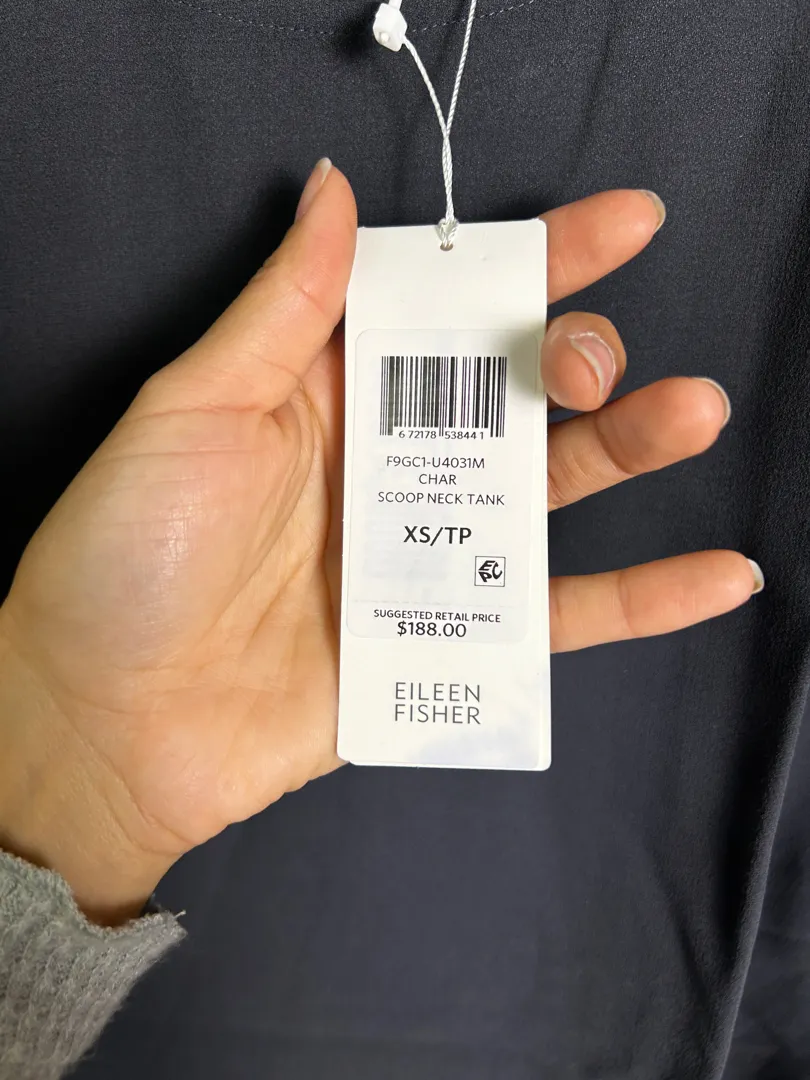 6 72178 53844 1
F9GC1-U4031M
CHAR
SCOOP NECK TANK
XS/TP
EPC
SUGGESTED RETAIL PRICE
$188.00
EILEEN
FISHER